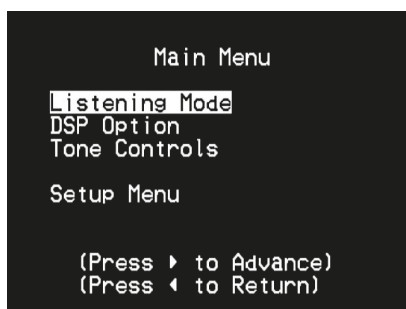 Main Menu
Listening Mode
DSP Option
Tone Controls
Setup Menu
(Press ▶ to Advance)
(Press ◀ to Return)